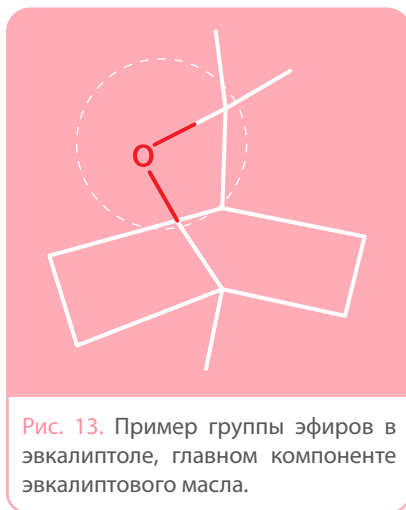 O
Рис. 13. Пример группы эфиров в
эвкалиптоле, главном компоненте
эвкалиптового масла.